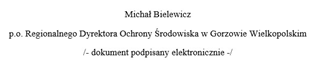 Michał Bielewicz
p.o. Regionalnego Dyrektora Ochrony Środowiska w Gorzowie Wielkopolskim
/- dokument podpisany elektronicznie -/